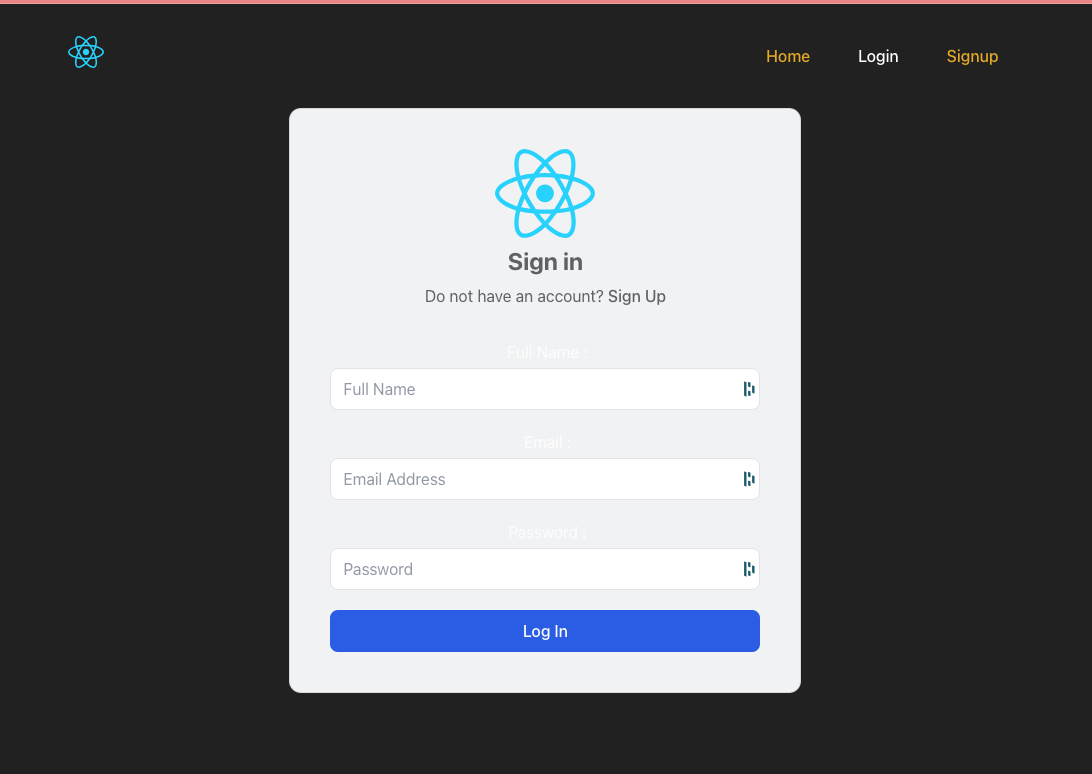 Home Login Signup
Sign in
Do not have an account? Sign Up
Full Name :
Full Name
Email :
Email Address
Password :
Password
Log In